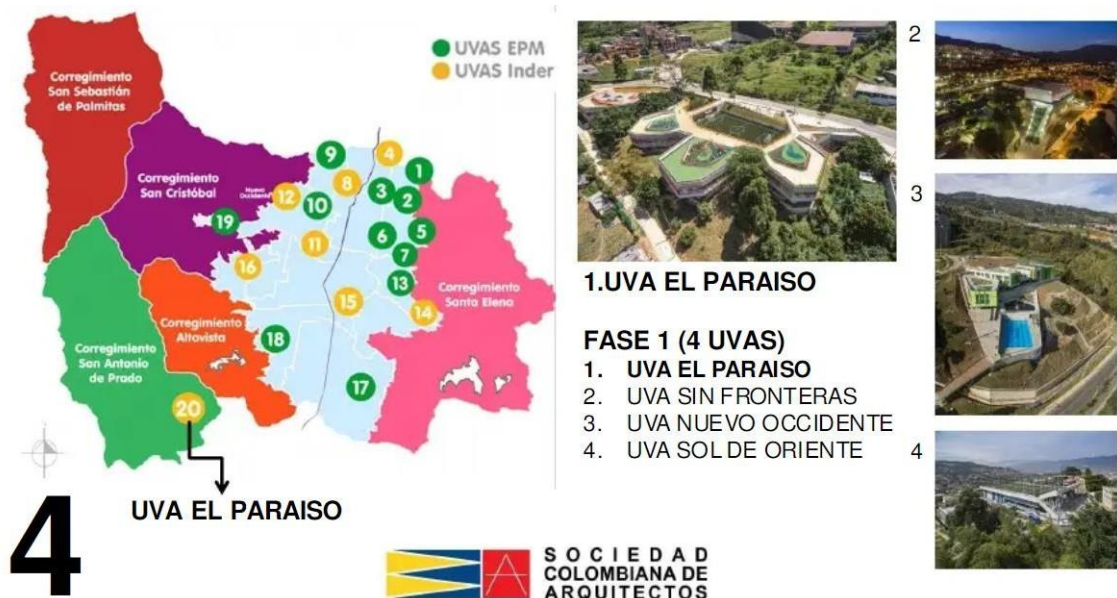 UVAS EPM
UVAS Inder
Corregimiento
San Sebastián
de Palmitas
Corregimiento
San Cristóbal
Nuevo
Occidente
Corregimiento
Altavista
Corregimiento
San Antonio
de Prado
Corregimiento
Santa Elena
9
4
1
8
3
2
12
10
19
5
6
11
7
16
13
15
14
18
17
20
UVA EL PARAISO
4
1.UVA EL PARAISO
FASE 1 (4 UVAS)
1. UVA EL PARAISO
2. UVA SIN FRONTERAS
3. UVA NUEVO OCCIDENTE
4. UVA SOL DE ORIENTE
2
3
4
SOCIEDAD
COLOMBIANA DE
ARQUITECTOS